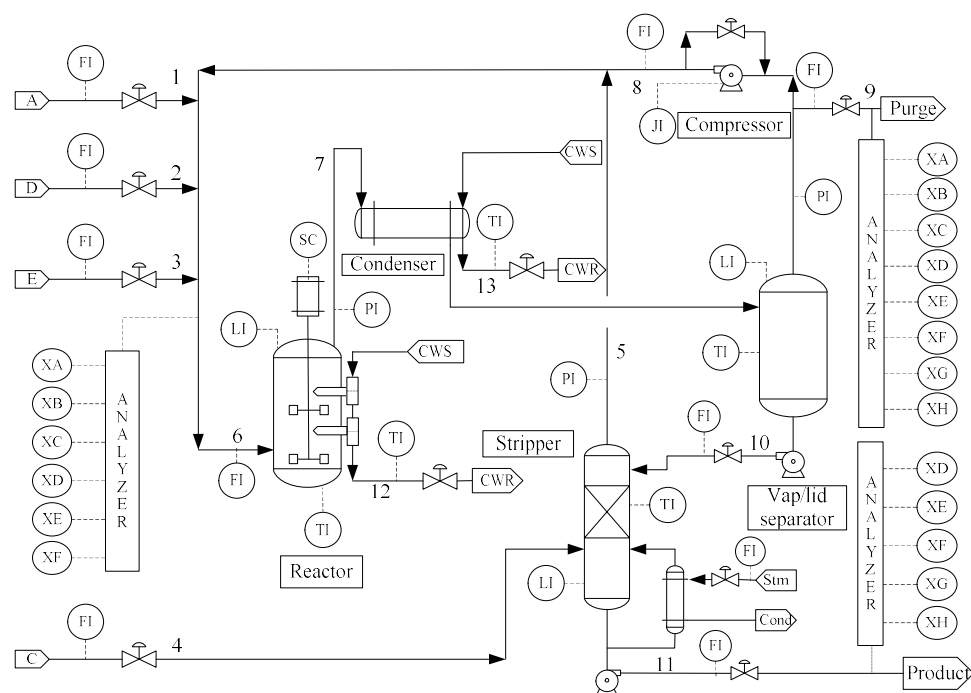 FI
FI
FI
8
9
FI
1
A
JI
Compressor
Purge
FI
7
CWS
XA
2
D
PI
XB
FI
SC
TI
XC
3
E
Condenser
CWR
13
LI
XD
PI
XE
LI
5
XF
CWS
TI
XA
PI
XG
XB
FI
XH
ANALYZER
XC
6
TI
Stripper
10
XD
FI
CWR
12
TI
Vap/lid
separator
XD
XE
TI
XE
XF
Reactor
LI
FI
Stm
XF
ANALYZER
XG
FI
Cond
XH
ANALYZER
C
4
11
FI
Product